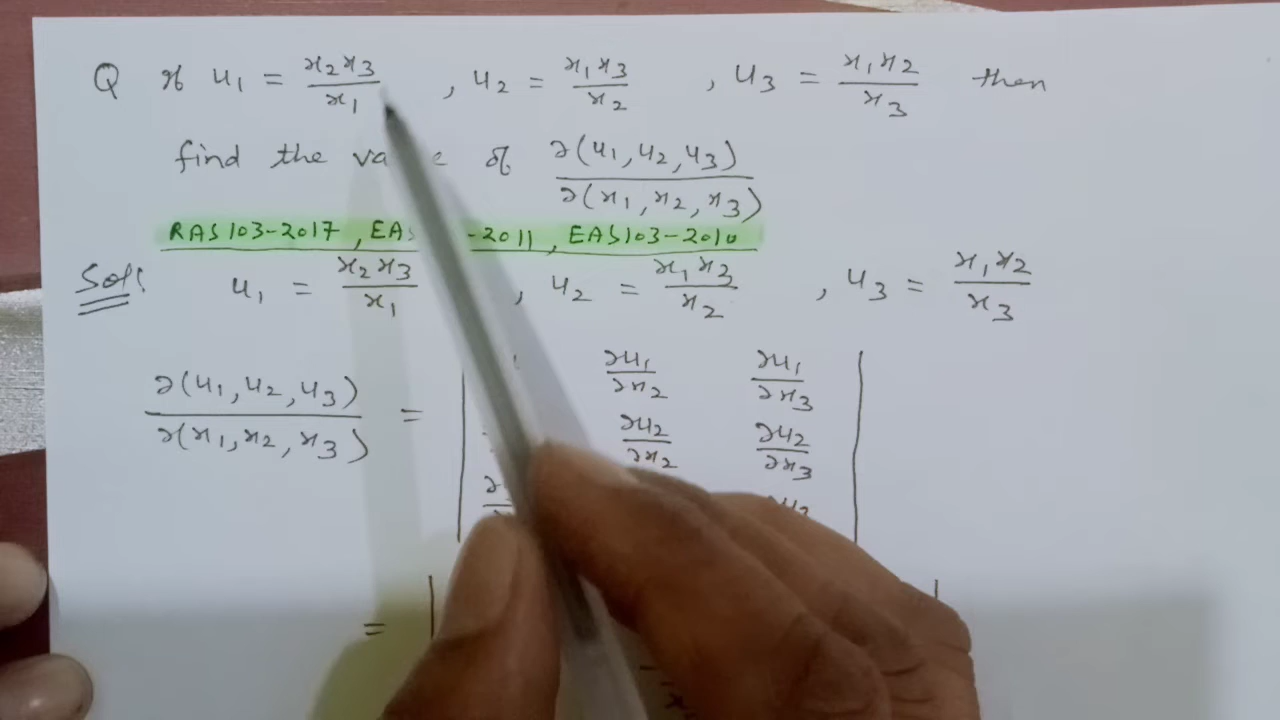 Q If u1 = x2x3/x1 , u2 = x1x3/x2 , u3 = x1x2/x3 then
find the of ∂(u1, u2, u3)/∂(x1, x2, x3)
RAS103-2017, -2011, EAS103-2010
Sol: u1 = x2x3/x1 , u2 = x1x3/x2 , u3 = x1x2/x3
∂(u1, u2, u3)/∂(x1, x2, x3) = | ∂u1/∂x2 ∂u1/∂x3 |
∂u2/∂x2 ∂u2/∂x3
=